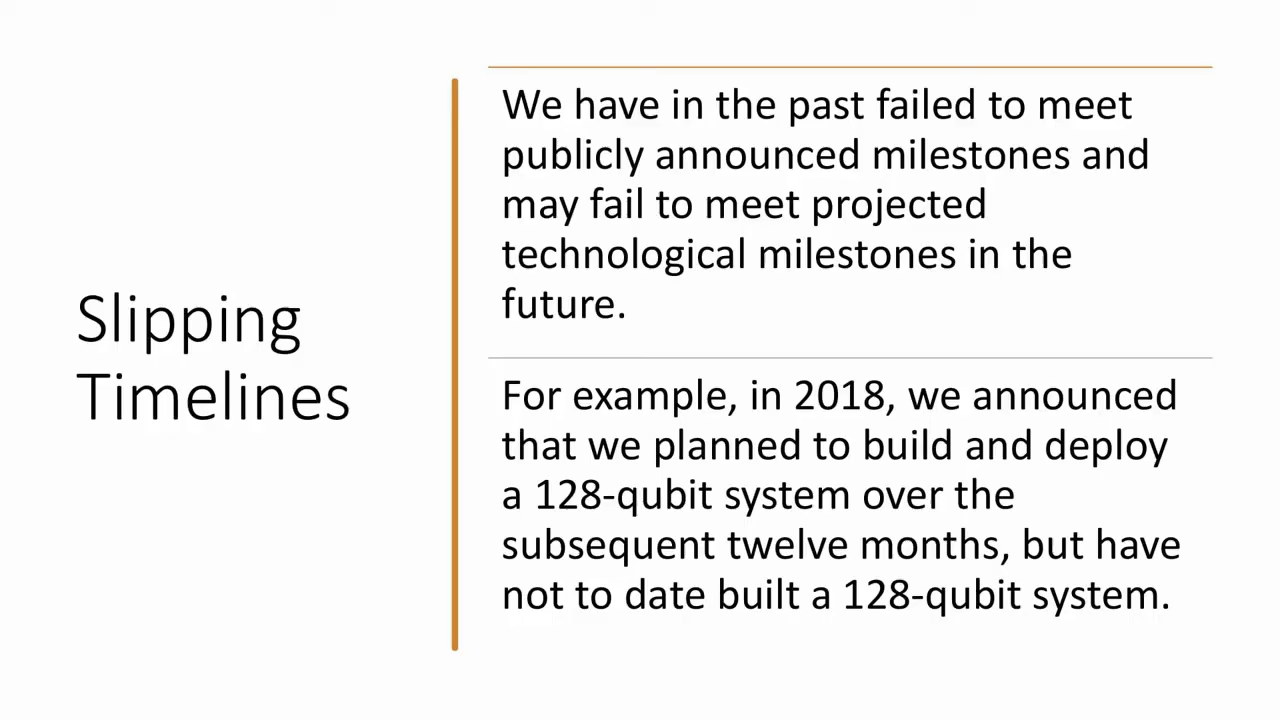 Slipping
Timelines
We have in the past failed to meet
publicly announced milestones and
may fail to meet projected
technological milestones in the
future.
For example, in 2018, we announced
that we planned to build and deploy
a 128-qubit system over the
subsequent twelve months, but have
not to date built a 128-qubit system.